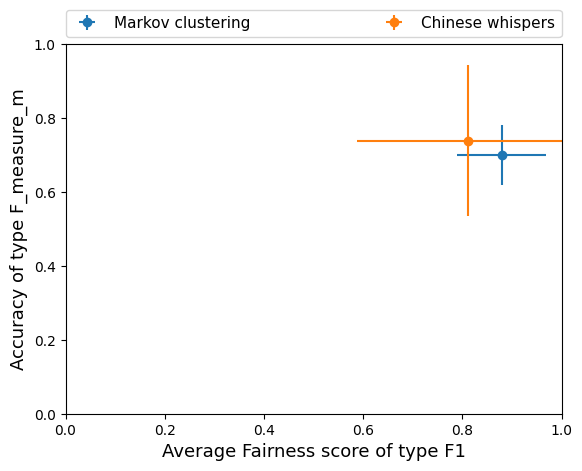 Markov clustering Chinese whispers
1.0
0.8
0.6
0.4
0.2
0.0
Accuracy of type F_measure_m
0.0 0.2 0.4 0.6 0.8 1.0
Average Fairness score of type F1